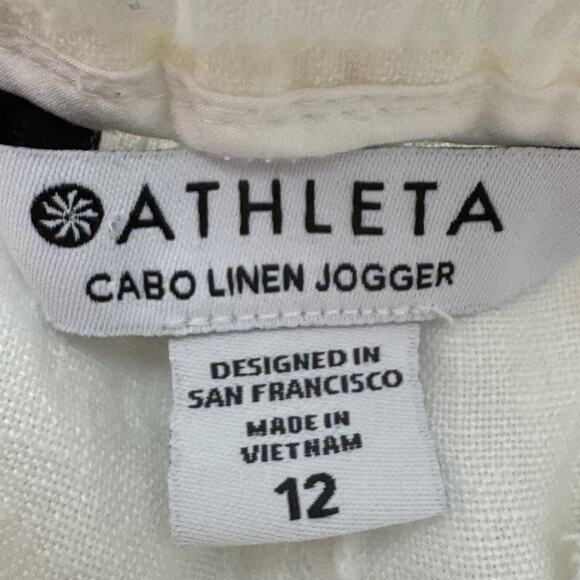 ATHLETA
CABO LINEN JOGGER
DESIGNED IN
SAN FRANCISCO
MADE IN
VIETNAM
12